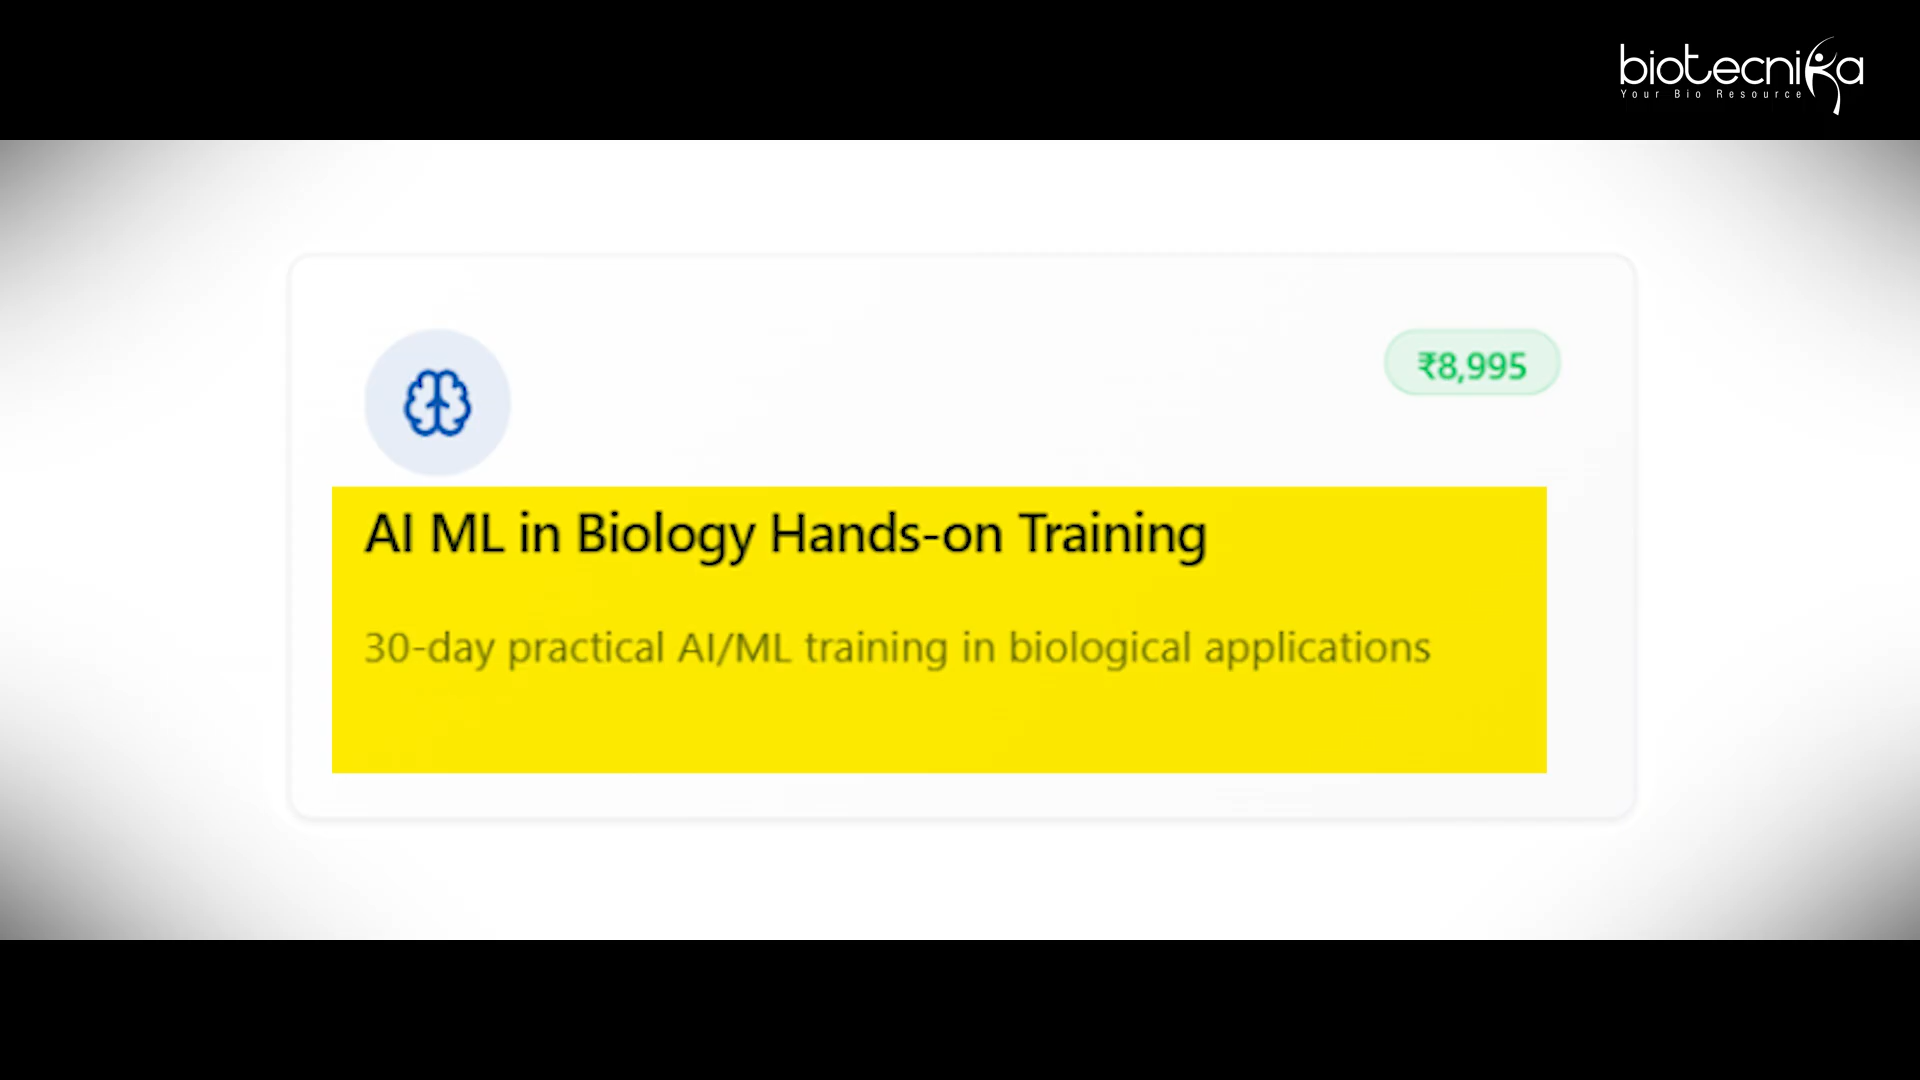 biotecnika
Your Bio Resource
₹8,995
AI ML in Biology Hands-on Training
30-day practical AI/ML training in biological applications